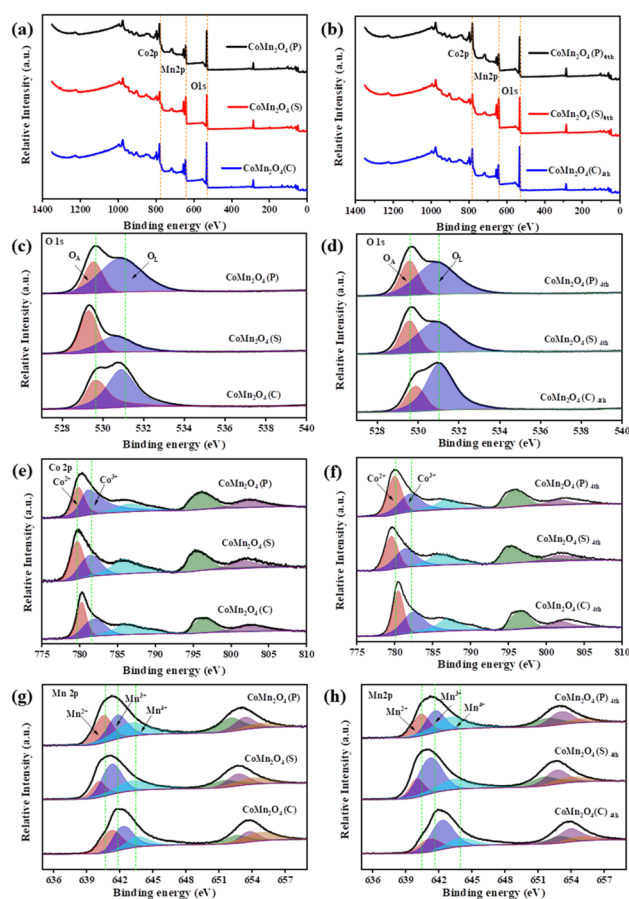 (a)
Relative Intensity (a.u.)
Co2p
Mn2p
O1s
CoMn₂O₄(P)
CoMn₂O₄(S)
CoMn₂O₄(C)
1400 1200 1000 800 600 400 200 0
Binding Energy (eV)
(b)
Relative Intensity (a.u.)
Co2p
Mn2p
O1s
CoMn₂O₄(P)₄th
CoMn₂O₄(S)₄th
CoMn₂O₄(C)₄th
1400 1200 1000 800 600 400 200 0
Binding Energy (eV)
(c)
Relative Intensity (a.u.)
O 1s
O_A
O_L
CoMn₂O₄(P)
CoMn₂O₄(S)
CoMn₂O₄(C)
528 530 532 534 536 538 540
Binding energy (eV)
(d)
Relative Intensity (a.u.)
O 1s
O_A
O_L
CoMn₂O₄(P) 4th
CoMn₂O₄(S) 4th
CoMn₂O₄(C) 4th
528 530 532 534 536 538 540
Binding energy (eV)
(e)
Relative Intensity (a.u.)
Co 2p
Co²⁺
Co³⁺
CoMn₂O₄(P)
CoMn₂O₄(S)
CoMn₂O₄(C)
775 780 785 790 795 800 805 810
Binding energy (eV)
(f)
Relative Intensity (a.u.)
Co 2p
Co²⁺
Co³⁺
CoMn₂O₄(P) 4th
CoMn₂O₄(S) 4th
CoMn₂O₄(C) 4th
775 780 785 790 795 800 805 810
Binding energy (eV)
(g)
Relative Intensity (a.u.)
Mn 2p
Mn²⁺
Mn³⁺
Mn⁴⁺
CoMn₂O₄(P)
CoMn₂O₄(S)
CoMn₂O₄(C)
636 639 642 645 648 651 654 657
Binding energy (eV)
(h)
Relative Intensity (a.u.)
Mn2p
Mn²⁺
Mn³⁺
Mn⁴⁺
CoMn₂O₄(P) 4th
CoMn₂O₄(S) 4th
CoMn₂O₄(C) 4th
636 639 642 645 648 651 654 657
Binding energy (eV)